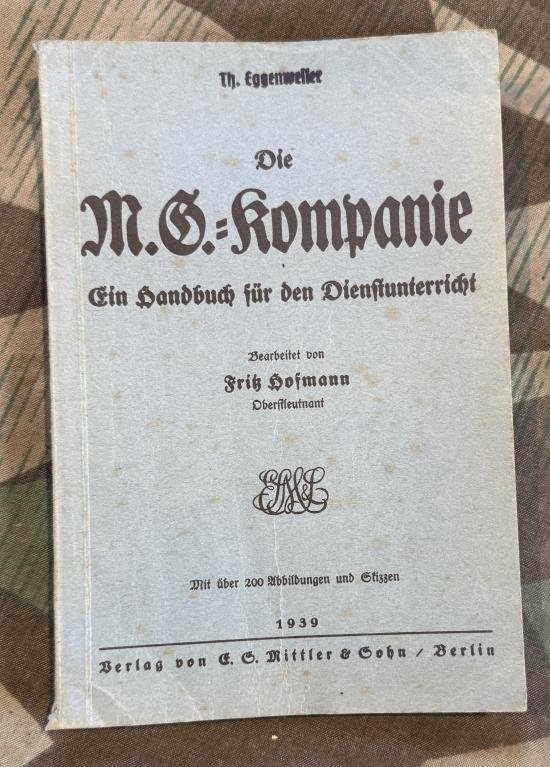 Th. Eggenweiler
Die
M.G.=Kompanie
Ein Handbuch für den Dienstunterricht
Bearbeitet von
Fritz Hofmann
Oberstleutnant
Mit über 200 Abbildungen und Skizzen
1939
Verlag von E. S. Mittler & Sohn / Berlin